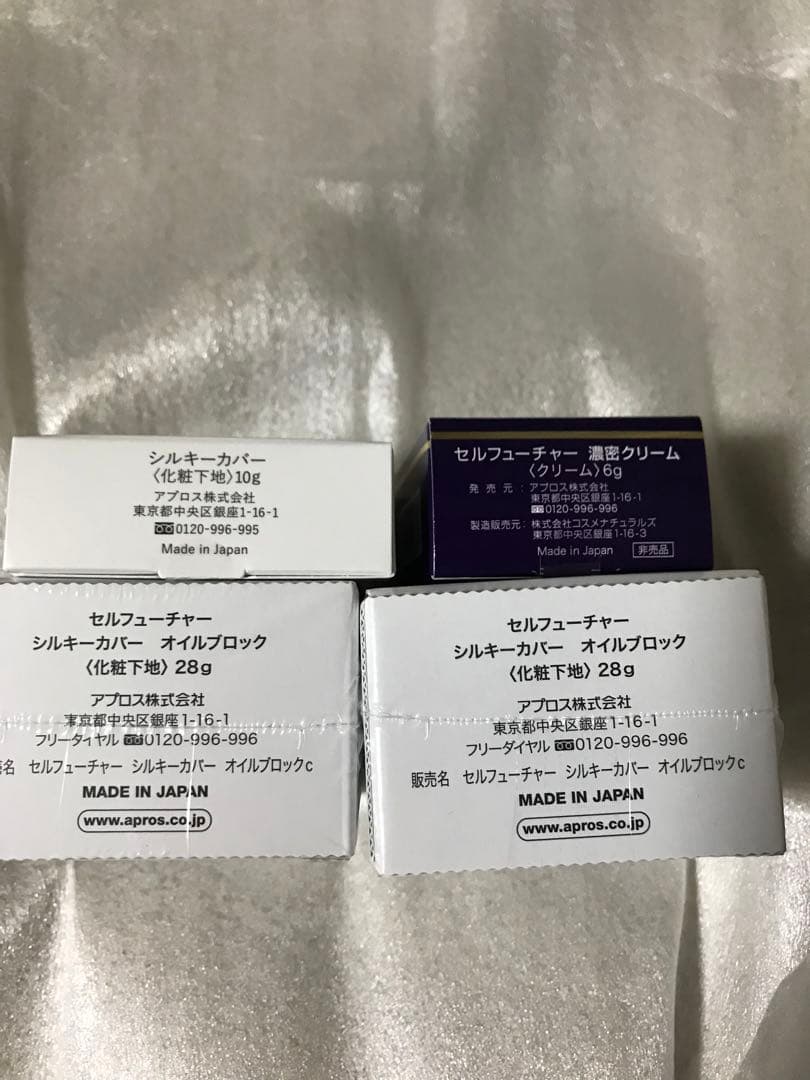 シルキーカバー
〈化粧下地〉10g
アプロス株式会社
東京都中央区銀座1-16-1
0120-996-995
Made in Japan
セルフューチャー 濃密クリーム
〈クリーム〉6g
発売元：アプロス株式会社
東京都中央区銀座1-16-1
0120-996-996
製造販売元：株式会社コスメナチュラルズ
東京都中央区銀座1-16-3
Made in Japan 非売品
セルフューチャー
シルキーカバー オイルブロック
〈化粧下地〉28g
アプロス株式会社
東京都中央区銀座1-16-1
フリーダイヤル 0120-996-996
売名 セルフューチャー シルキーカバー オイルブロックc
MADE IN JAPAN
www.apros.co.jp
セルフューチャー
シルキーカバー オイルブロック
〈化粧下地〉28g
アプロス株式会社
東京都中央区銀座1-16-1
フリーダイヤル 0120-996-996
販売名 セルフューチャー シルキーカバー オイルブロックc
MADE IN JAPAN
www.apros.co.jp